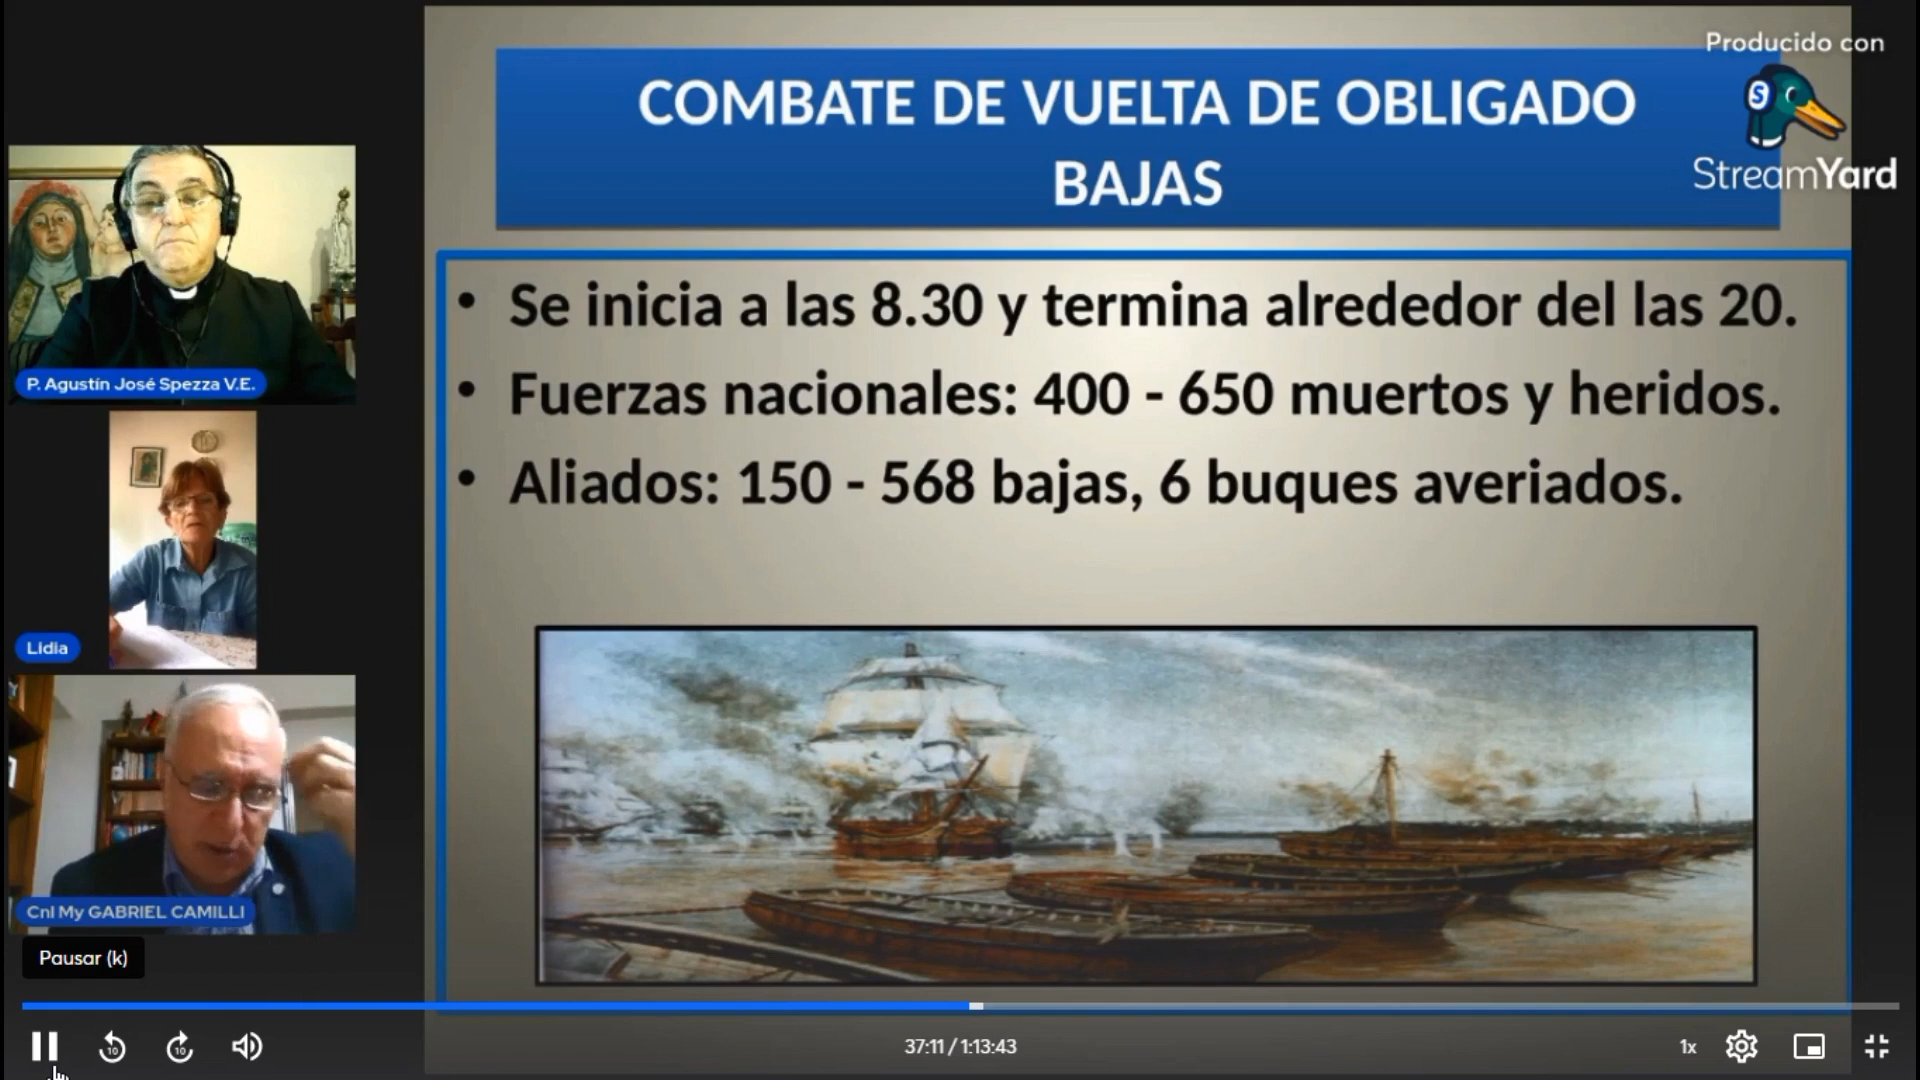 COMBATE DE VUELTA DE OBLIGADO
BAJAS
Producido con
StreamYard
• Se inicia a las 8.30 y termina alrededor del las 20.
• Fuerzas nacionales: 400 - 650 muertos y heridos.
• Aliados: 150 - 568 bajas, 6 buques averiados.
P. Agustín José Spezza V.E.
Lidia
Cnl My GABRIEL CAMILLI
Pausar (k)
10
10
37:11 / 1:13:43
1x